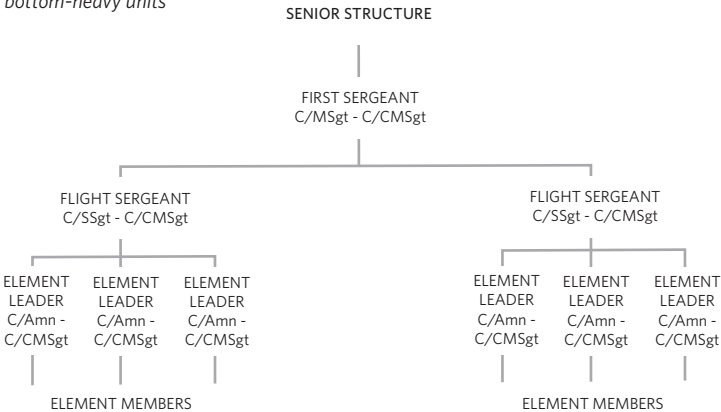 bottom-heavy units
SENIOR STRUCTURE
FIRST SERGEANT
C/MSgt - C/CMSgt
FLIGHT SERGEANT
C/SSgt - C/CMSgt
FLIGHT SERGEANT
C/SSgt - C/CMSgt
ELEMENT
LEADER
C/Amn -
C/CMSgt
ELEMENT
LEADER
C/Amn -
C/CMSgt
ELEMENT
LEADER
C/Amn -
C/CMSgt
ELEMENT
LEADER
C/Amn -
C/CMSgt
ELEMENT
LEADER
C/Amn -
C/CMSgt
ELEMENT
LEADER
C/Amn -
C/CMSgt
ELEMENT MEMBERS
ELEMENT MEMBERS